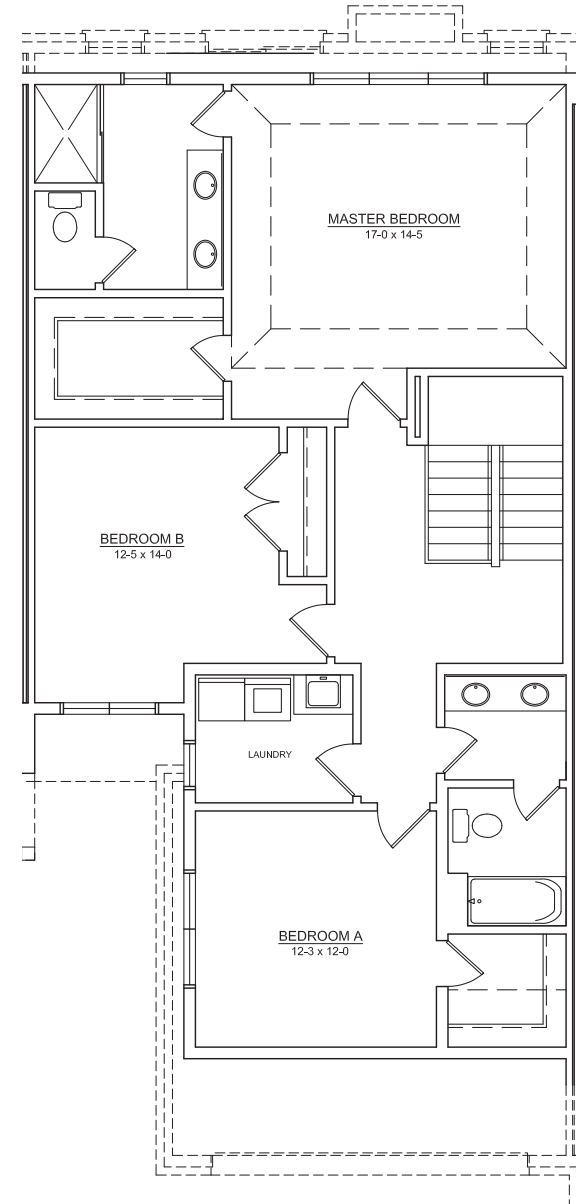 MASTER BEDROOM
17-0 x 14-5
BEDROOM B
12-5 x 14-0
LAUNDRY
BEDROOM A
12-3 x 12-0